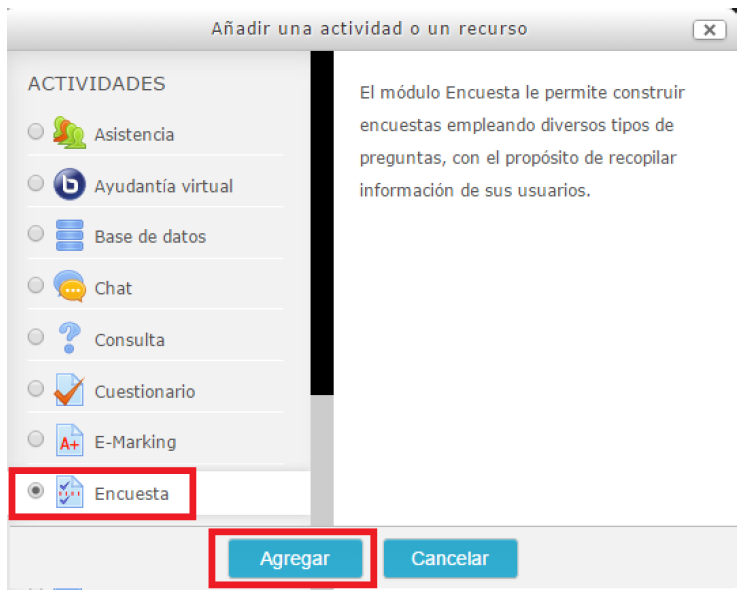 Añadir una actividad o un recurso
ACTIVIDADES
Asistencia
Ayudantía virtual
Base de datos
Chat
Consulta
Cuestionario
A+ E-Marking
Encuesta
El módulo Encuesta le permite construir
encuestas empleando diversos tipos de
preguntas, con el propósito de recopilar
información de sus usuarios.
Agregar
Cancelar